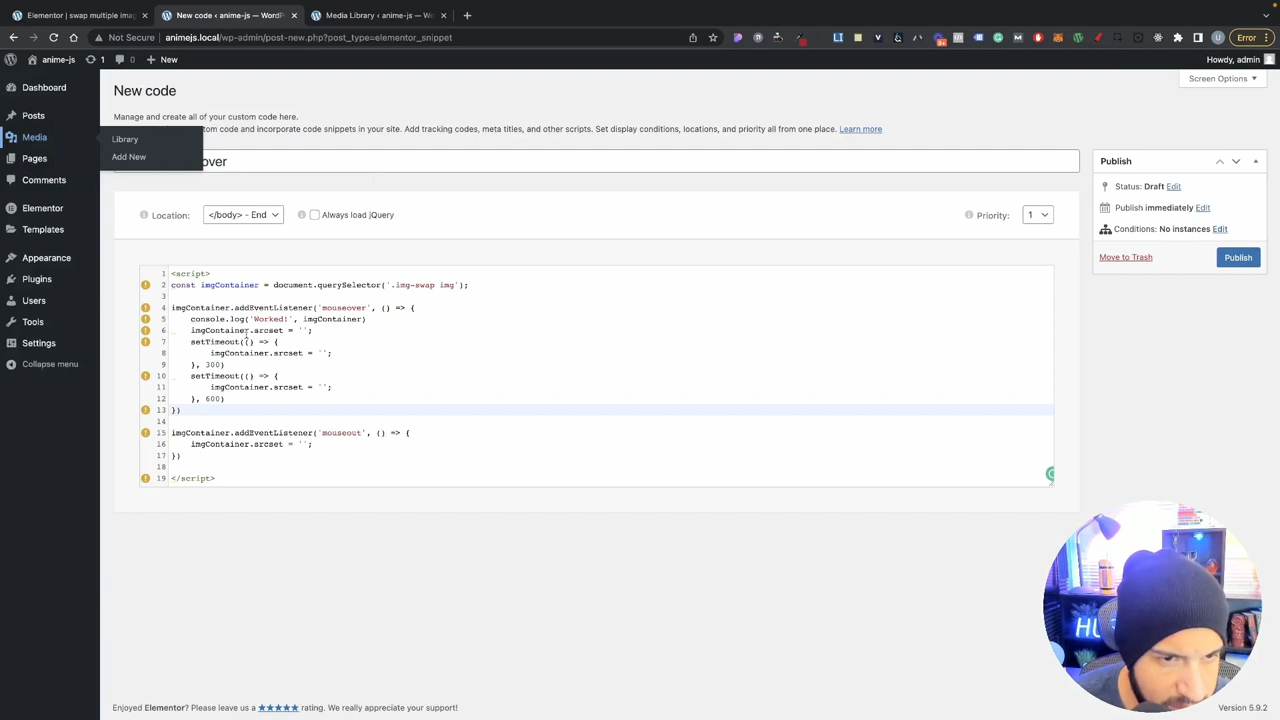 Elementor | swap multiple imag
New code ‹ anime-js — WordPr
Media Library ‹ anime-js — Wo
Not Secure
animejs.local/wp-admin/post-new.php?post_type=elementor_snippet
Error
anime-js
1
0
New
Howdy, admin
Screen Options
Dashboard
Posts
Media
Pages
Comments
Elementor
Templates
Appearance
Plugins
Users
Tools
Settings
Collapse menu
Library
Add New
New code
Manage and create all of your custom code here.
tom code and incorporate code snippets in your site. Add tracking codes, meta titles, and other scripts. Set display conditions, locations, and priority all from one place. Learn more
over
Location:
</body> - End
Always load jQuery
Priority:
1
1 <script>
2 const imgContainer = document.querySelector('.img-swap img');
3
4 imgContainer.addEventListener('mouseover', () => {
5 console.log('Worked!', imgContainer)
6 imgContainer.srcset = '';
7 setTimeout(() => {
8 imgContainer.srcset = '';
9 }, 300)
10 setTimeout(() => {
11 imgContainer.srcset = '';
12 }, 600)
13 })
14
15 imgContainer.addEventListener('mouseout', () => {
16 imgContainer.srcset = '';
17 })
18
19 </script>
Publish
Status: Draft Edit
Publish immediately Edit
Conditions: No instances Edit
Move to Trash
Publish
HU
Enjoyed Elementor? Please leave us a ★★★★★ rating. We really appreciate your support!
Version 5.9.2